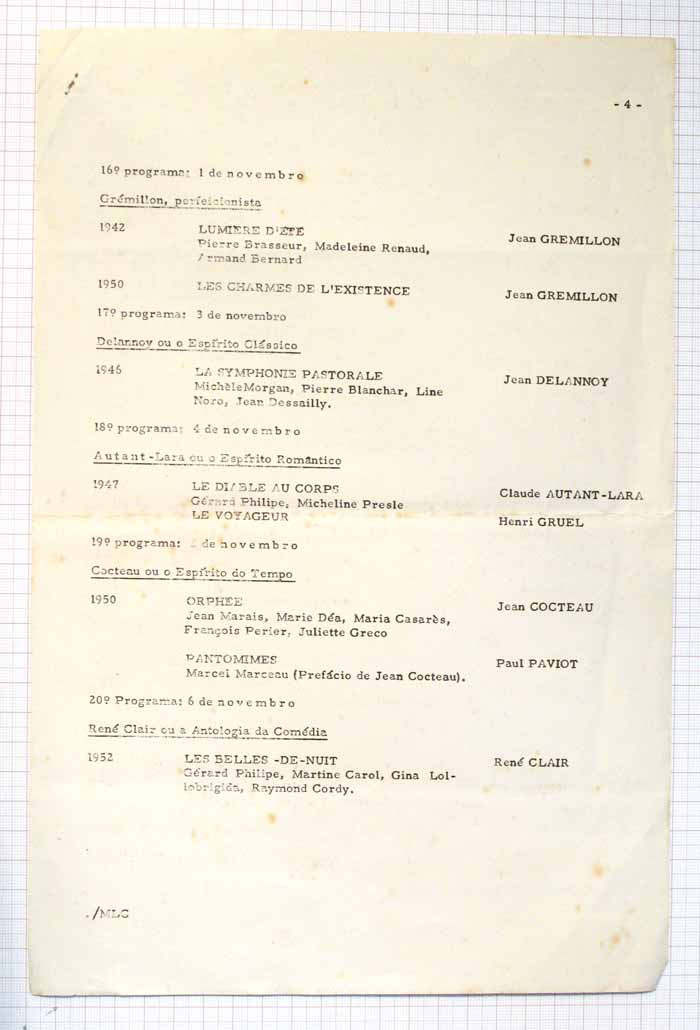 - 4 -
16º programa: 1 de novembro
Grémillon, perfeicionista
1942 LUMIERE D'ÉTÉ Jean GREMILLON
Pierre Brasseur, Madeleine Renaud,
Armand Bernard
1950 LES CHARMES DE L'EXISTENCE Jean GREMILLON
17º programa: 3 de novembro
Delannoy ou o Espírito Clássico
1946 LA SYMPHONIE PASTORALE Jean DELANNOY
MichèleMorgan, Pierre Blanchar, Line
Noro, Jean Dessailly.
18º programa: 4 de novembro
Autant-Lara ou o Espírito Romântico
1947 LE DIABLE AU CORPS Claude AUTANT-LARA
Gérard Philipe, Micheline Presle
LE VOYAGEUR Henri GRUEL
19º programa: de novembro
Cocteau ou o Espírito do Tempo
1950 ORPHEE Jean COCTEAU
Jean Marais, Marie Déa, Maria Casarès,
François Perier, Juliette Greco
PANTOMIMES Paul PAVIOT
Marcel Marceau (Prefácio de Jean Cocteau).
20º Programa: 6 de novembro
René Clair ou a Antologia da Comédia
1952 LES BELLES -DE-NUIT René CLAIR
Gérard Philipe, Martine Carol, Gina Lol-
lobrigida, Raymond Cordy.
./MLC